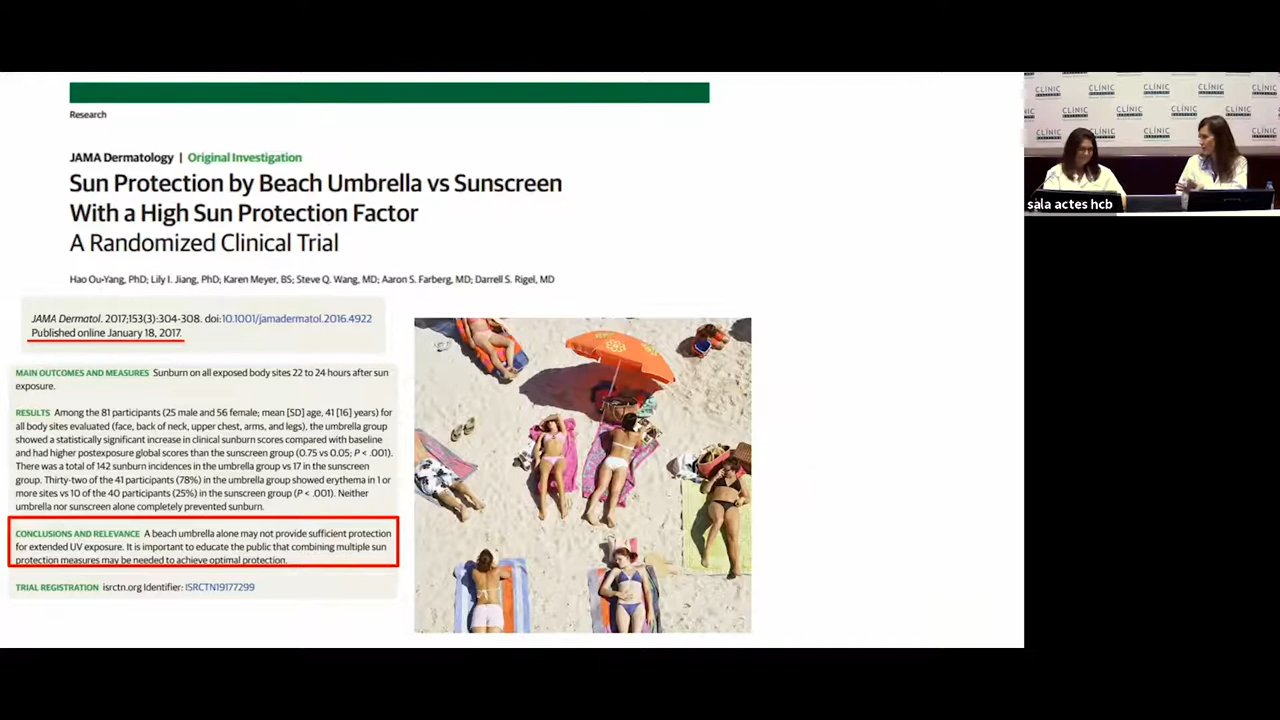 Research
JAMA Dermatology | Original Investigation
Sun Protection by Beach Umbrella vs Sunscreen
With a High Sun Protection Factor
A Randomized Clinical Trial
Hao Ou-Yang, PhD; Lily I. Jiang, PhD; Karen Meyer, BS; Steve Q. Wang, MD; Aaron S. Farberg, MD; Darrell S. Rigel, MD
JAMA Dermatol. 2017;153(3):304-308. doi:10.1001/jamadermatol.2016.4922
Published online January 18, 2017.
MAIN OUTCOMES AND MEASURES Sunburn on all exposed body sites 22 to 24 hours after sun
exposure.
RESULTS Among the 81 participants (25 male and 56 female; mean [SD] age, 41 [16] years) for
all body sites evaluated (face, back of neck, upper chest, arms, and legs), the umbrella group
showed a statistically significant increase in clinical sunburn scores compared with baseline
and had higher postexposure global scores than the sunscreen group (0.75 vs 0.05; P < .001).
There was a total of 142 sunburn incidences in the umbrella group vs 17 in the sunscreen
group. Thirty-two of the 41 participants (78%) in the umbrella group showed erythema in 1 or
more sites vs 10 of the 40 participants (25%) in the sunscreen group (P < .001). Neither
umbrella nor sunscreen alone completely prevented sunburn.
CONCLUSIONS AND RELEVANCE A beach umbrella alone may not provide sufficient protection
for extended UV exposure. It is important to educate the public that combining multiple sun
protection measures may be needed to achieve optimal protection.
TRIAL REGISTRATION isrctn.org Identifier: ISRCTN19177299
CLÍNIC
BARCELONA
CLÍNIC
BARCELONA
CLÍNIC
BARCELONA
CLÍNIC
BARCELONA
CLÍNIC
BARCELONA
CLÍNIC
BARCELONA
sala actes hcb